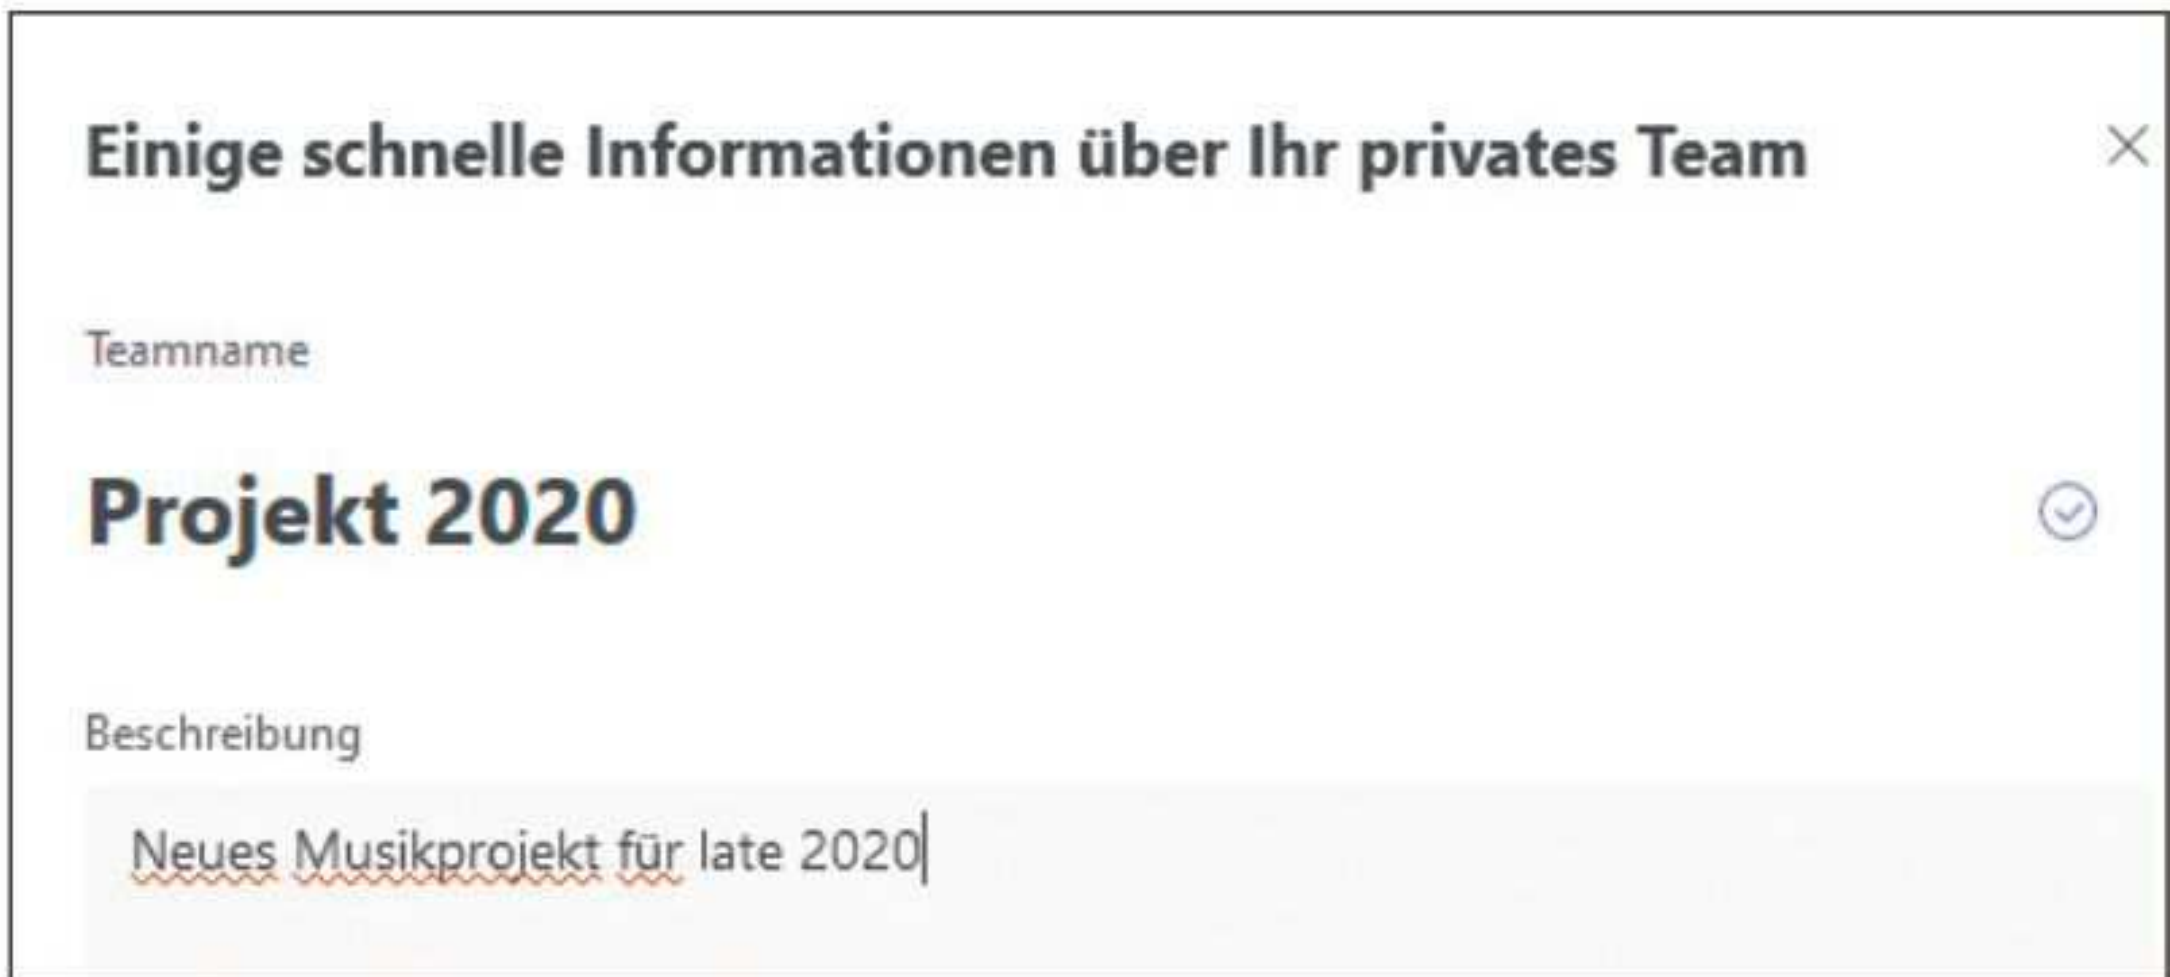 Einige schnelle Informationen über Ihr privates Team
Teamname
Projekt 2020
Beschreibung
Neues Musikprojekt für late 2020